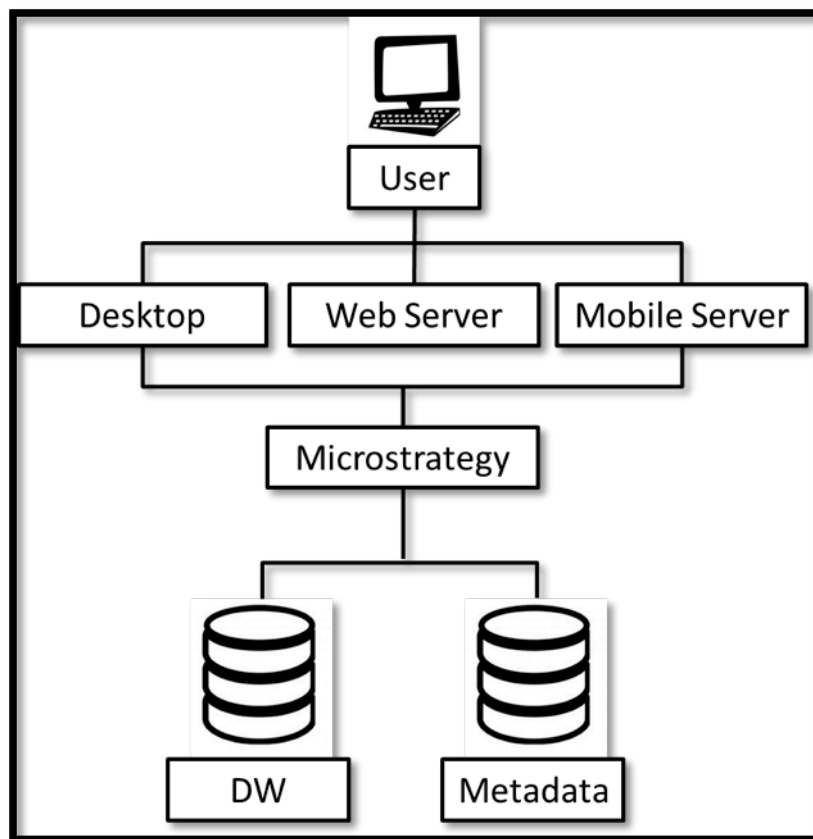 User
Desktop
Web Server
Mobile Server
Microstrategy
DW
Metadata